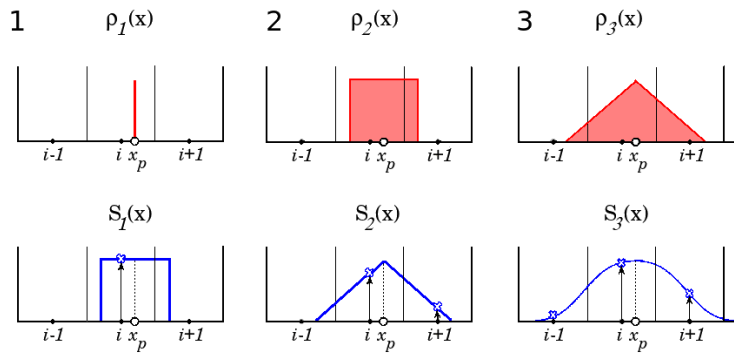 1 ρ1(x) 2 ρ2(x) 3 ρ3(x)
i-1 i xp i+1 i-1 i xp i+1 i-1 i xp i+1
S1(x) S2(x) S3(x)
i-1 i xp i+1 i-1 i xp i+1 i-1 i xp i+1